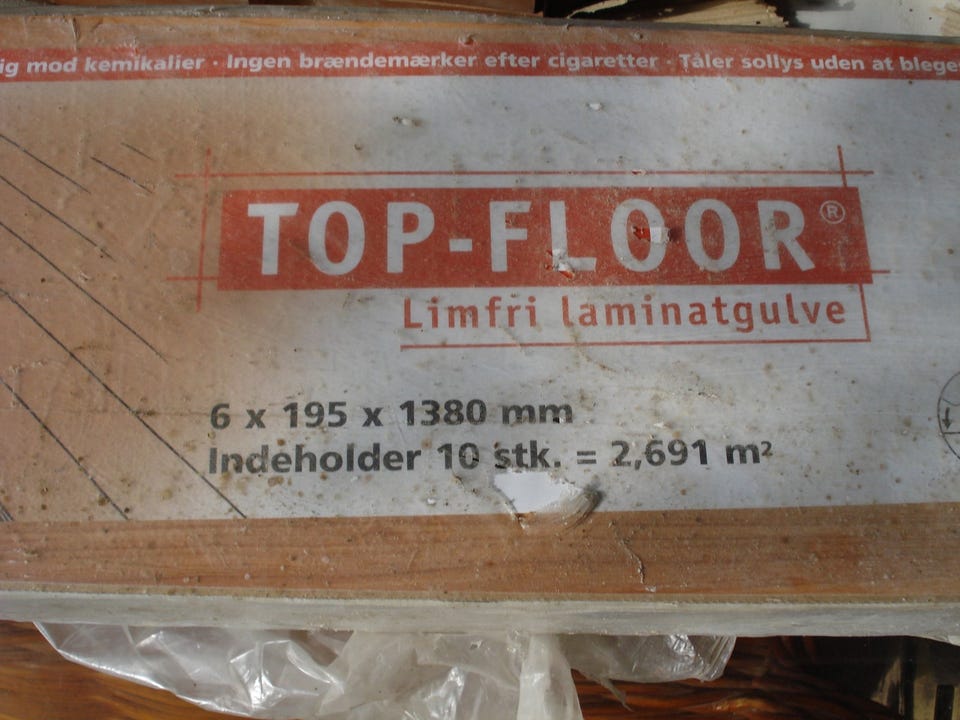 ig mod kemikalier · Ingen brændemærker efter cigaretter · Tåler sollys uden at blege
TOP-FLOOR®
Limfri laminatgulve
6 x 195 x 1380 mm
Indeholder 10 stk. = 2,691 m²